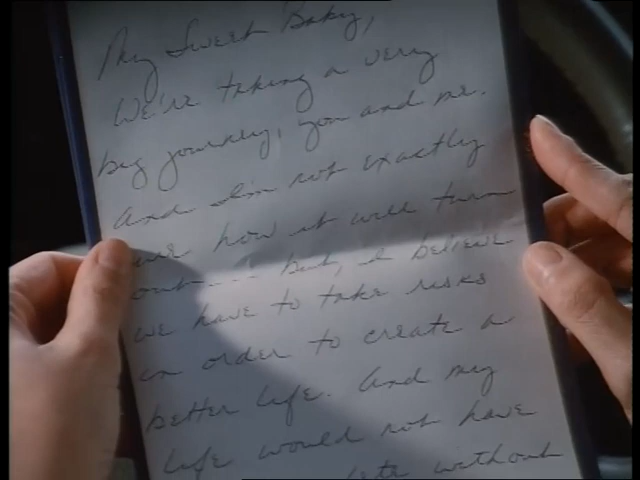 My Sweet Baby,
We're taking a very
big journey, you and me.
And I'm not exactly
sure how it will turn
out... but, I believe
we have to take risks
in order to create a
better life. And my
life would not have
without